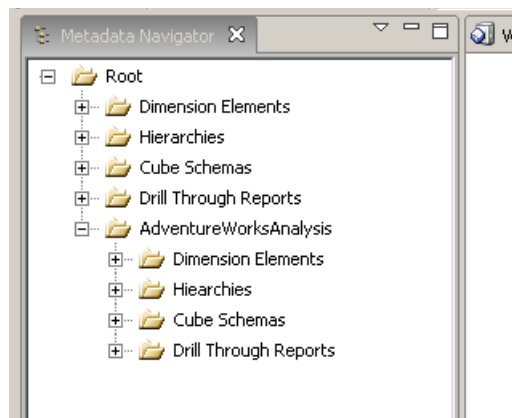 Metadata Navigator
Root
Dimension Elements
Hierarchies
Cube Schemas
Drill Through Reports
AdventureWorksAnalysis
Dimension Elements
Hiearchies
Cube Schemas
Drill Through Reports